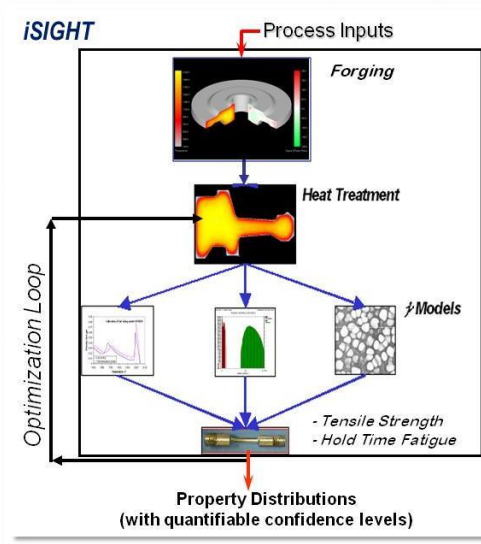 iSIGHT
Process Inputs
Forging
Heat Treatment
Optimization Loop
Models
- Tensile Strength
- Hold Time Fatigue
Property Distributions
(with quantifiable confidence levels)